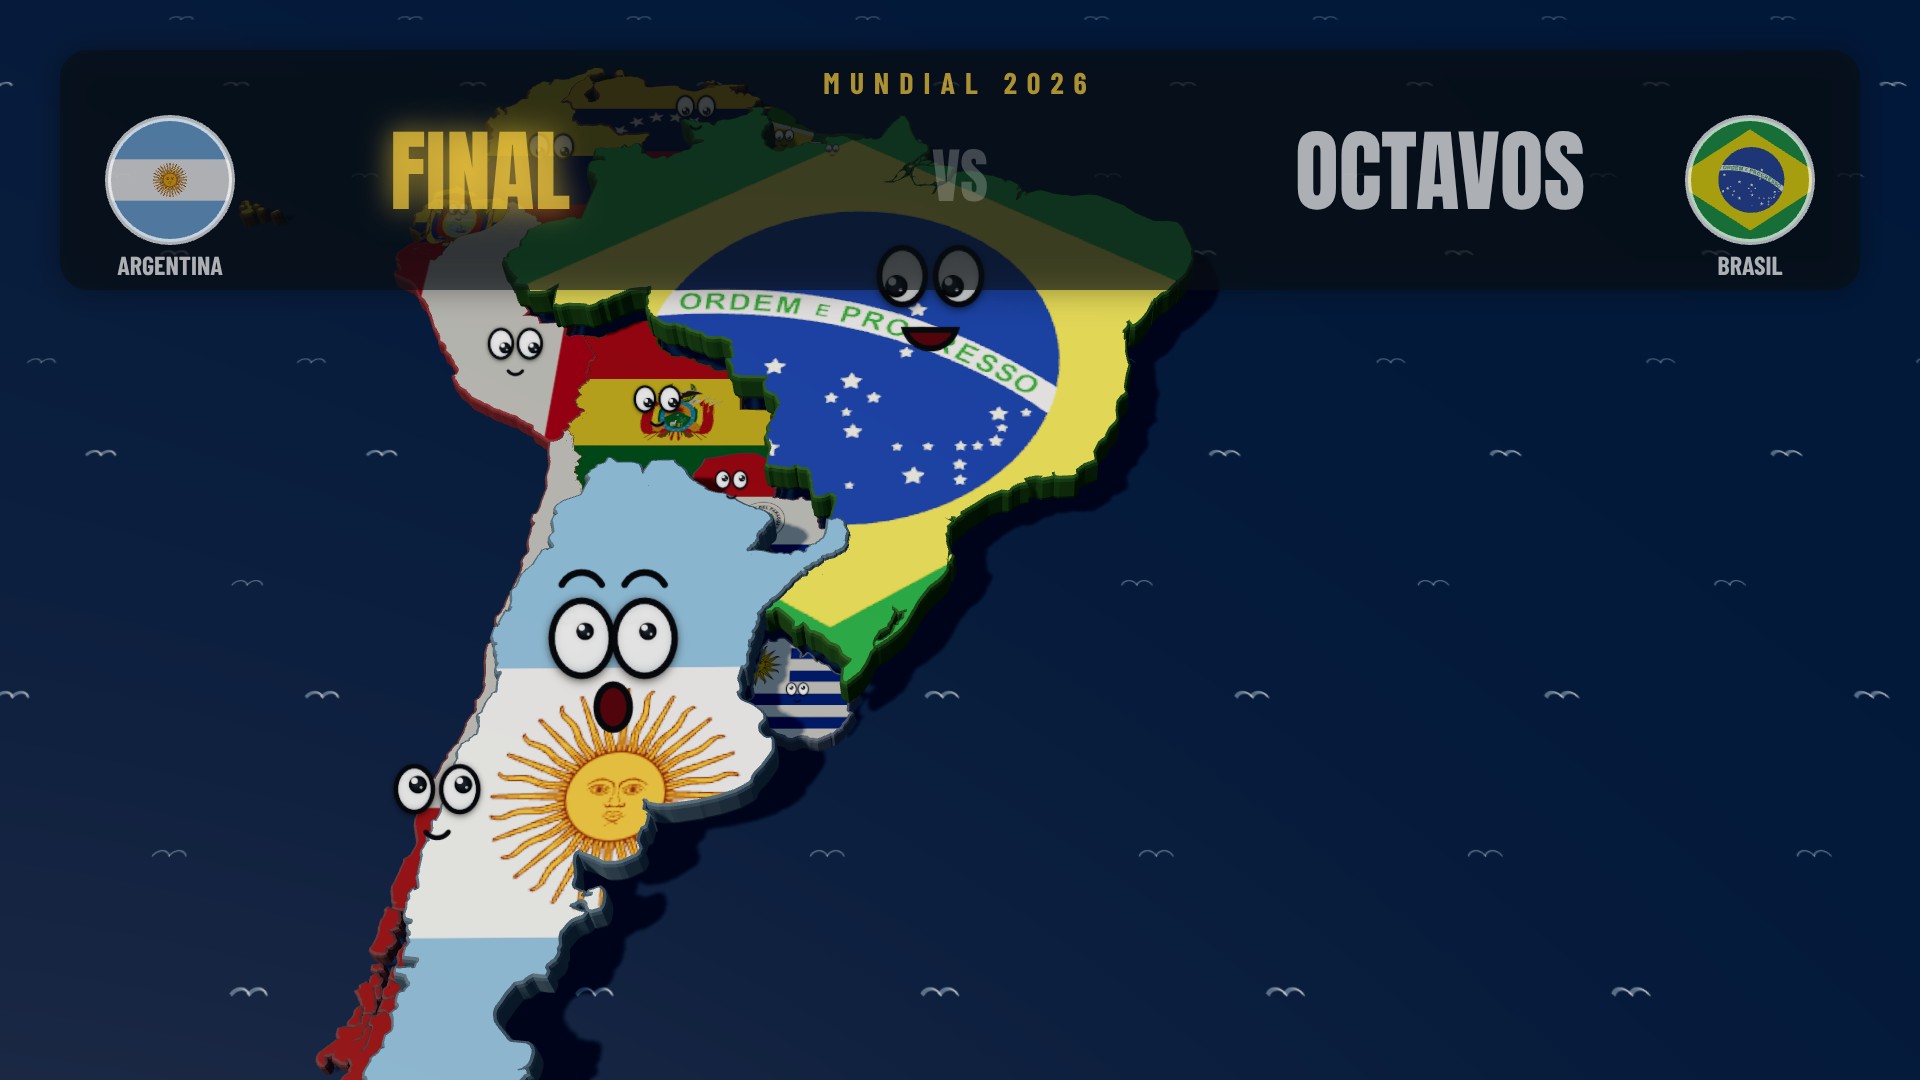 MUNDIAL 2026
FINAL VS OCTAVOS
ARGENTINA
BRASIL
ORDEM E PROGRESSO